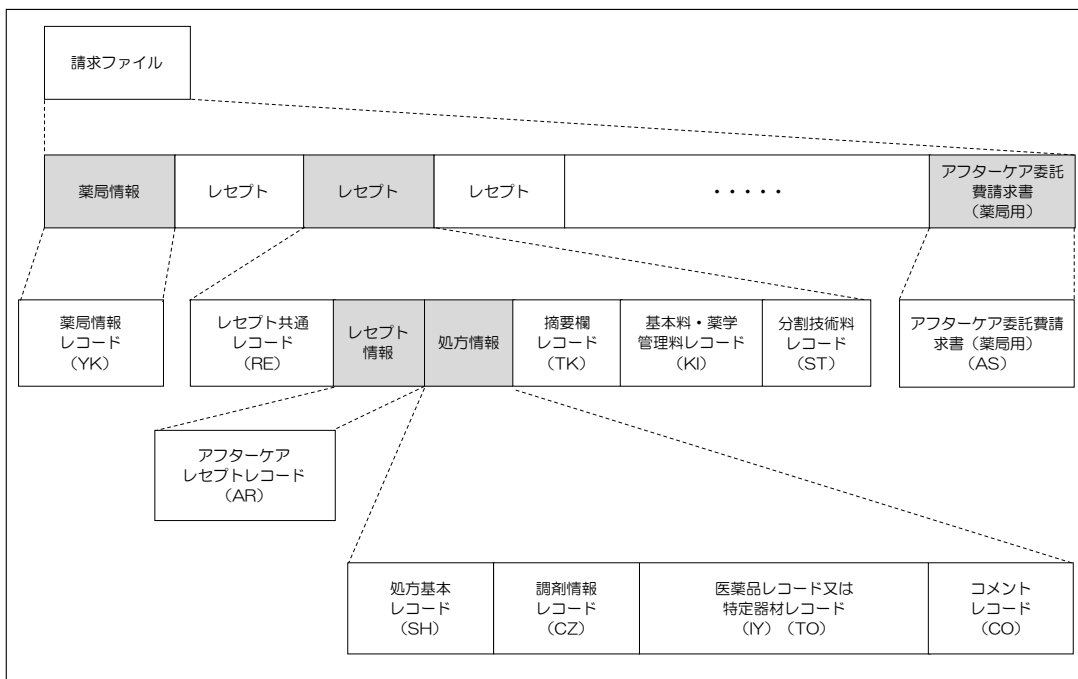 請求ファイル
薬局情報
レセプト
レセプト
レセプト
・・・・・
アフターケア委託
費請求書
(薬局用)
薬局情報
レコード
(YK)
レセプト共通
レコード
(RE)
レセプト
情報
処方情報
摘要欄
レコード
(TK)
基本料・薬学
管理料レコード
(KI)
分割技術料
レコード
(ST)
アフターケア委託費請
求書(薬局用)
(AS)
アフターケア
レセプトレコード
(AR)
処方基本
レコード
(SH)
調剤情報
レコード
(CZ)
医薬品レコード又は
特定器材レコード
(IY) (TO)
コメント
レコード
(CO)